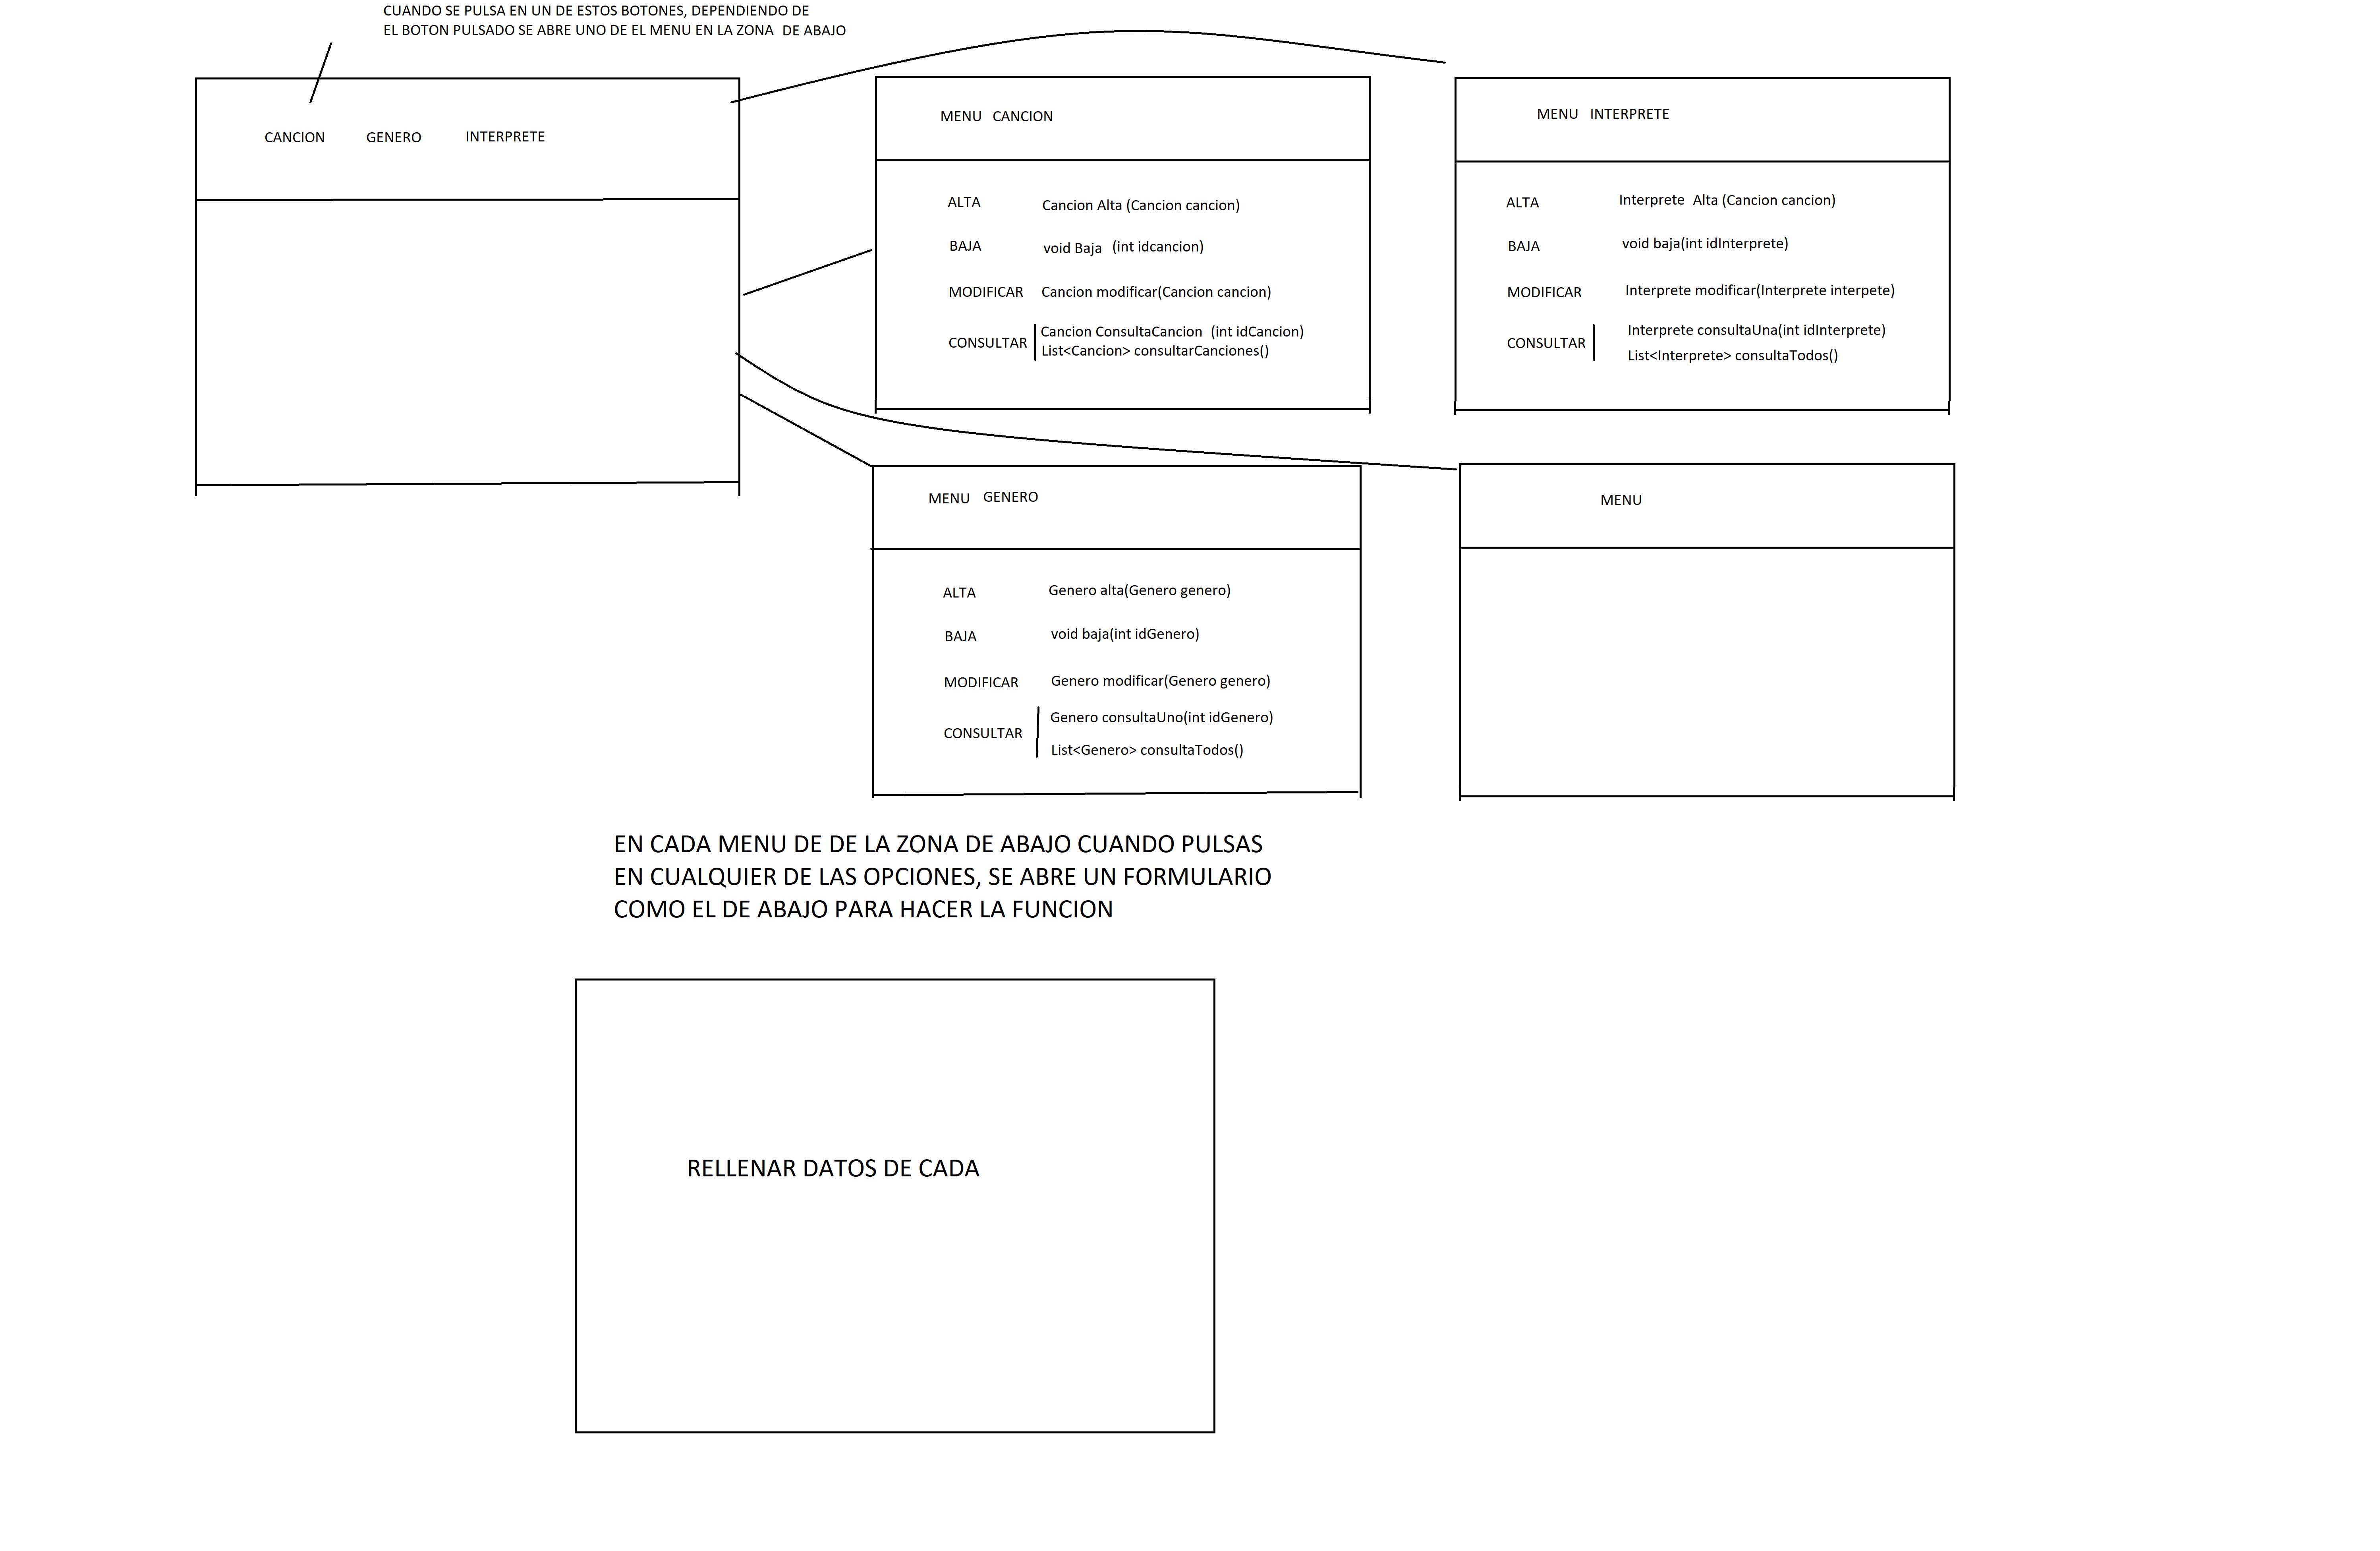 CUANDO SE PULSA EN UN DE ESTOS BOTONES, DEPENDIENDO DE
EL BOTON PULSADO SE ABRE UNO DE EL MENU EN LA ZONA DE ABAJO
CANCION GENERO INTERPRETE
MENU CANCION
ALTA Cancion Alta (Cancion cancion)
BAJA void Baja (int idcancion)
MODIFICAR Cancion modificar(Cancion cancion)
CONSULTAR Cancion ConsultaCancion (int idCancion)
List<Cancion> consultarCanciones()
MENU INTERPRETE
ALTA Interprete Alta (Cancion cancion)
BAJA void baja(int idInterprete)
MODIFICAR Interprete modificar(Interprete interpete)
CONSULTAR Interprete consultaUna(int idInterprete)
List<Interprete> consultaTodos()
MENU GENERO
ALTA Genero alta(Genero genero)
BAJA void baja(int idGenero)
MODIFICAR Genero modificar(Genero genero)
CONSULTAR Genero consultaUno(int idGenero)
List<Genero> consultaTodos()
MENU
EN CADA MENU DE DE LA ZONA DE ABAJO CUANDO PULSAS
EN CUALQUIER DE LAS OPCIONES, SE ABRE UN FORMULARIO
COMO EL DE ABAJO PARA HACER LA FUNCION
RELLENAR DATOS DE CADA